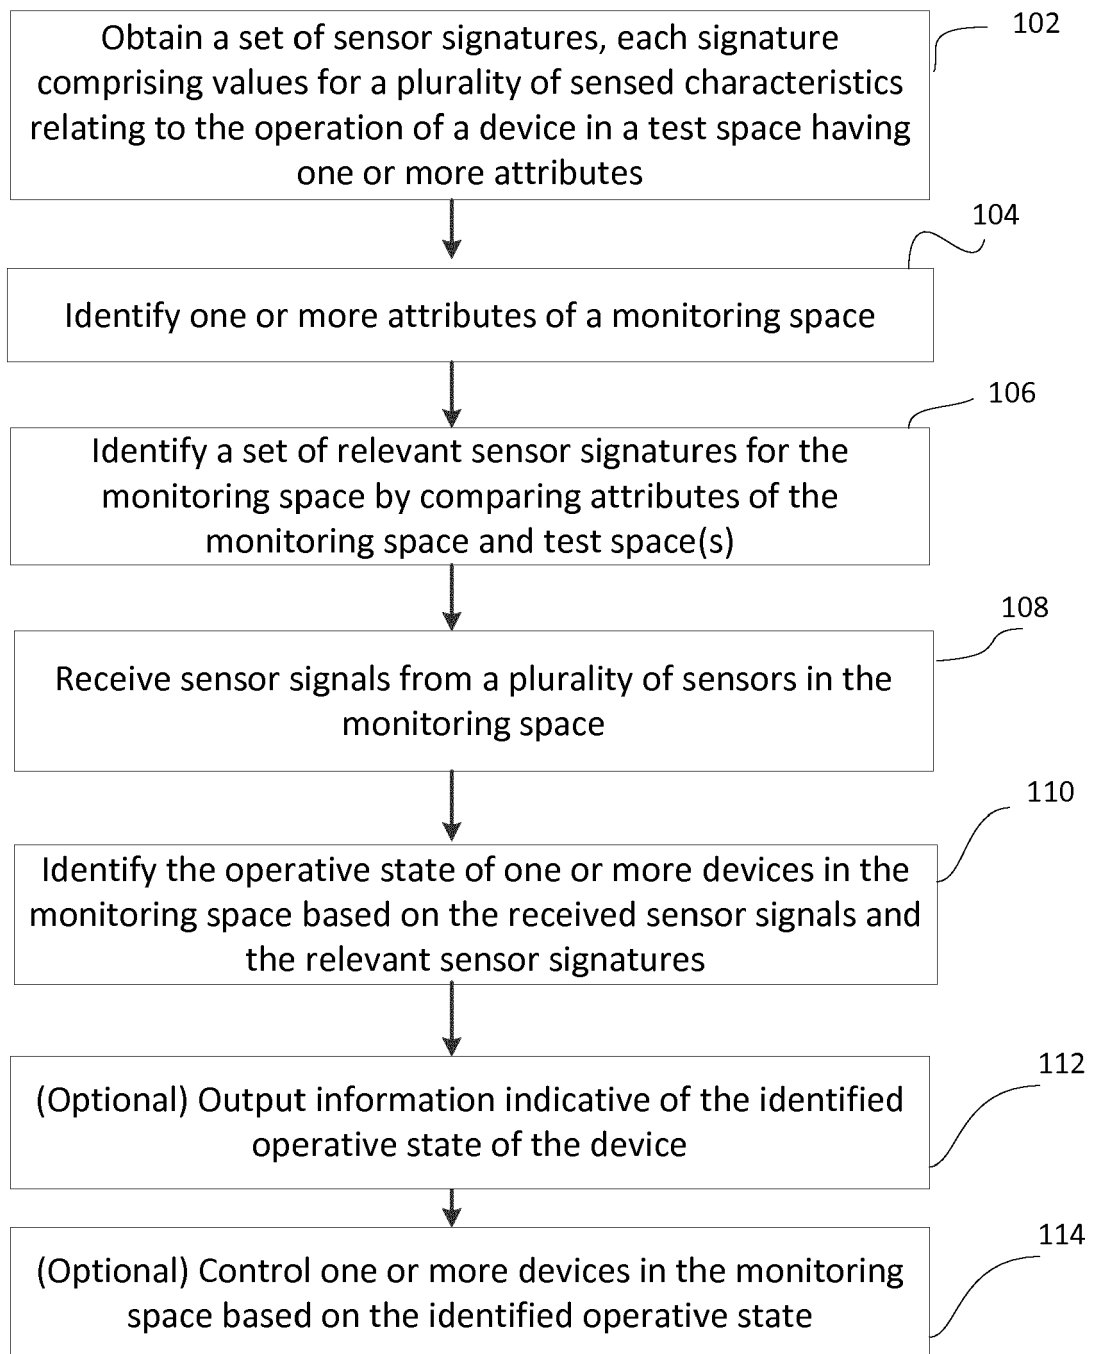 Obtain a set of sensor signatures, each signature
comprising values for a plurality of sensed characteristics
relating to the operation of a device in a test space having
one or more attributes
102
104
Identify one or more attributes of a monitoring space
106
Identify a set of relevant sensor signatures for the
monitoring space by comparing attributes of the
monitoring space and test space(s)
108
Receive sensor signals from a plurality of sensors in the
monitoring space
110
Identify the operative state of one or more devices in the
monitoring space based on the received sensor signals and
the relevant sensor signatures
112
(Optional) Output information indicative of the identified
operative state of the device
114
(Optional) Control one or more devices in the monitoring
space based on the identified operative state